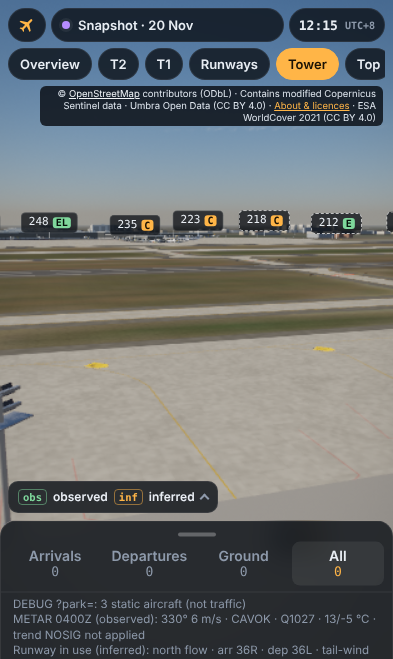 Snapshot · 20 Nov
12:15 UTC+8
Overview T2 T1 Runways Tower Top
© OpenStreetMap contributors (ODbL) · Contains modified Copernicus
Sentinel data · Umbra Open Data (CC BY 4.0) · About & licences · ESA
WorldCover 2021 (CC BY 4.0)
248 EL
235 C
223 C
218 C
212 E
obs observed inf inferred
Arrivals Departures Ground All
0 0 0 0
DEBUG ?park=: 3 static aircraft (not traffic)
METAR 0400Z (observed): 330° 6 m/s · CAVOK · Q1027 · 13/-5 °C ·
trend NOSIG not applied
Runway in use (inferred): north flow · arr 36R · dep 36L · tail-wind